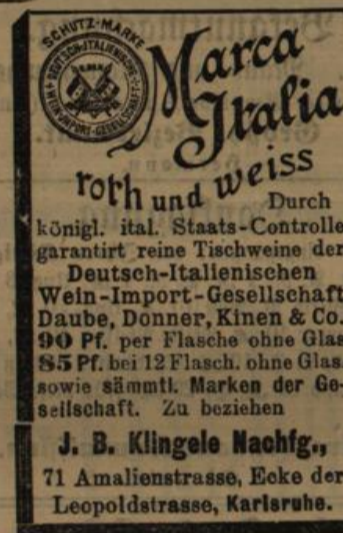 SCHUTZ-MARKE
DEUTSCH-ITALIENISCHE
WEIN-IMPORT-GESELLSCHAFT
Marca
Italia
roth und weiss
Durch
königl. ital. Staats-Controlle
garantirt reine Tischweine der
Deutsch-Italienischen
Wein-Import-Gesellschaft
Daube, Donner, Kinen & Co.
90 Pf. per Flasche ohne Glas
85 Pf. bei 12 Flasch. ohne Glas.
sowie sämmtl. Marken der Ge-
sellschaft. Zu beziehen
J. B. Klingele Nachfg.,
71 Amalienstrasse, Ecke der
Leopoldstrasse, Karlsruhe.